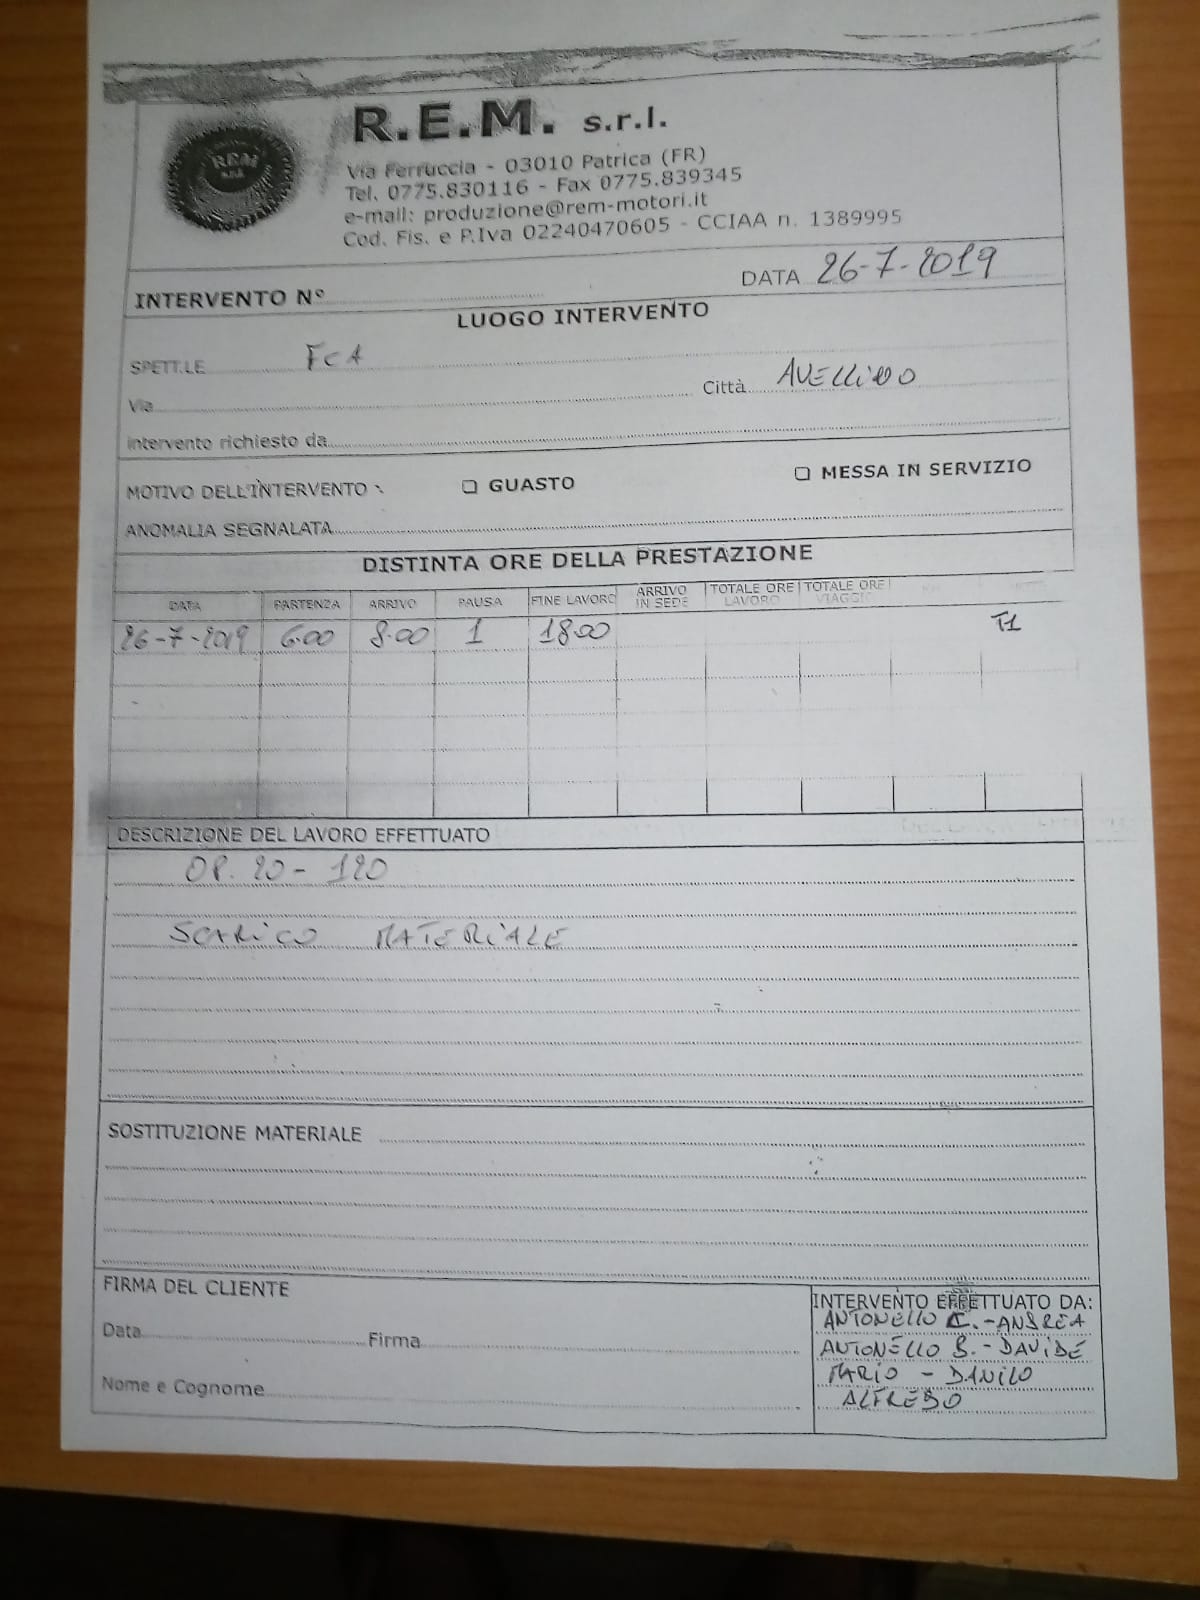 REM
R.E.M. s.r.l.
Via Ferruccia - 03010 Patrica (FR)
Tel. 0775.830116 - Fax 0775.839345
e-mail: produzione@rem-motori.it
Cod. Fis. e P.Iva 02240470605 - CCIAA n. 1389995
INTERVENTO N° DATA 26-7-2019
LUOGO INTERVENTO
SPETT.LE FCA
Via Città AVELLINO
intervento richiesto da
MOTIVO DELL'INTERVENTO : GUASTO MESSA IN SERVIZIO
ANOMALIA SEGNALATA
DISTINTA ORE DELLA PRESTAZIONE
DATA PARTENZA ARRIVO PAUSA FINE LAVORO ARRIVO IN SEDE TOTALE ORE LAVORO TOTALE ORE VIAGGIO
26-7-2019 6.00 8.00 1 18.00 T1
DESCRIZIONE DEL LAVORO EFFETTUATO
OP. 20 - 120
SCARICO MATERIALE
SOSTITUZIONE MATERIALE
FIRMA DEL CLIENTE
Data Firma
Nome e Cognome
INTERVENTO EFFETTUATO DA:
ANTONELLO C. - ANDREA
ANTONELLO B. - DAVIDE
MARIO - DANILO
ALFREDO